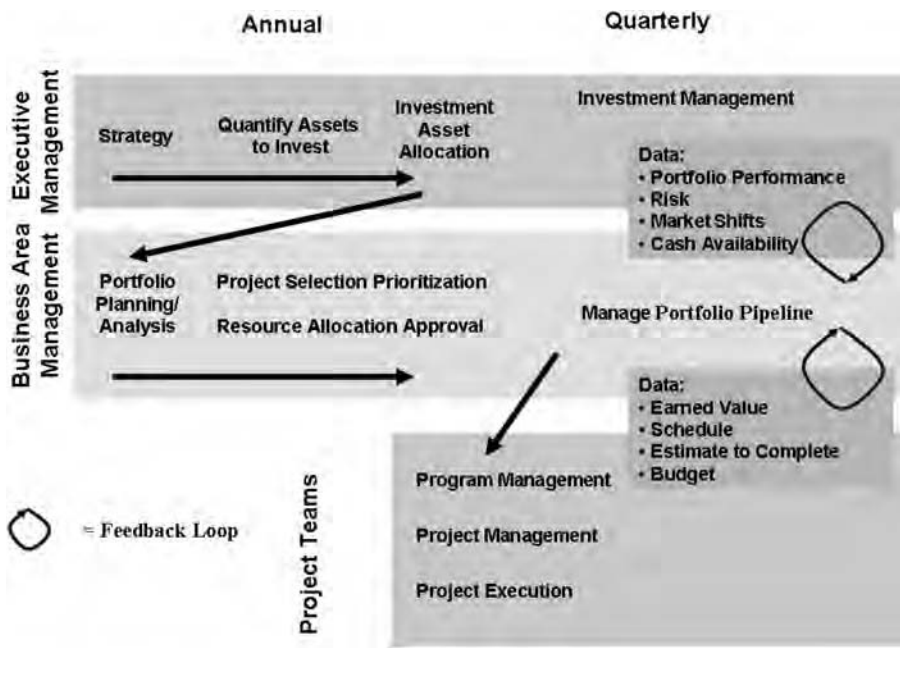 Annual
Quarterly
Executive
Management
Strategy
Quantify Assets
to Invest
Investment
Asset
Allocation
Investment Management
Data:
• Portfolio Performance
• Risk
• Market Shifts
• Cash Availability
Business Area
Management
Portfolio
Planning/
Analysis
Project Selection Prioritization
Resource Allocation Approval
Manage Portfolio Pipeline
Data:
• Earned Value
• Schedule
• Estimate to Complete
• Budget
Project Teams
Program Management
Project Management
Project Execution
= Feedback Loop